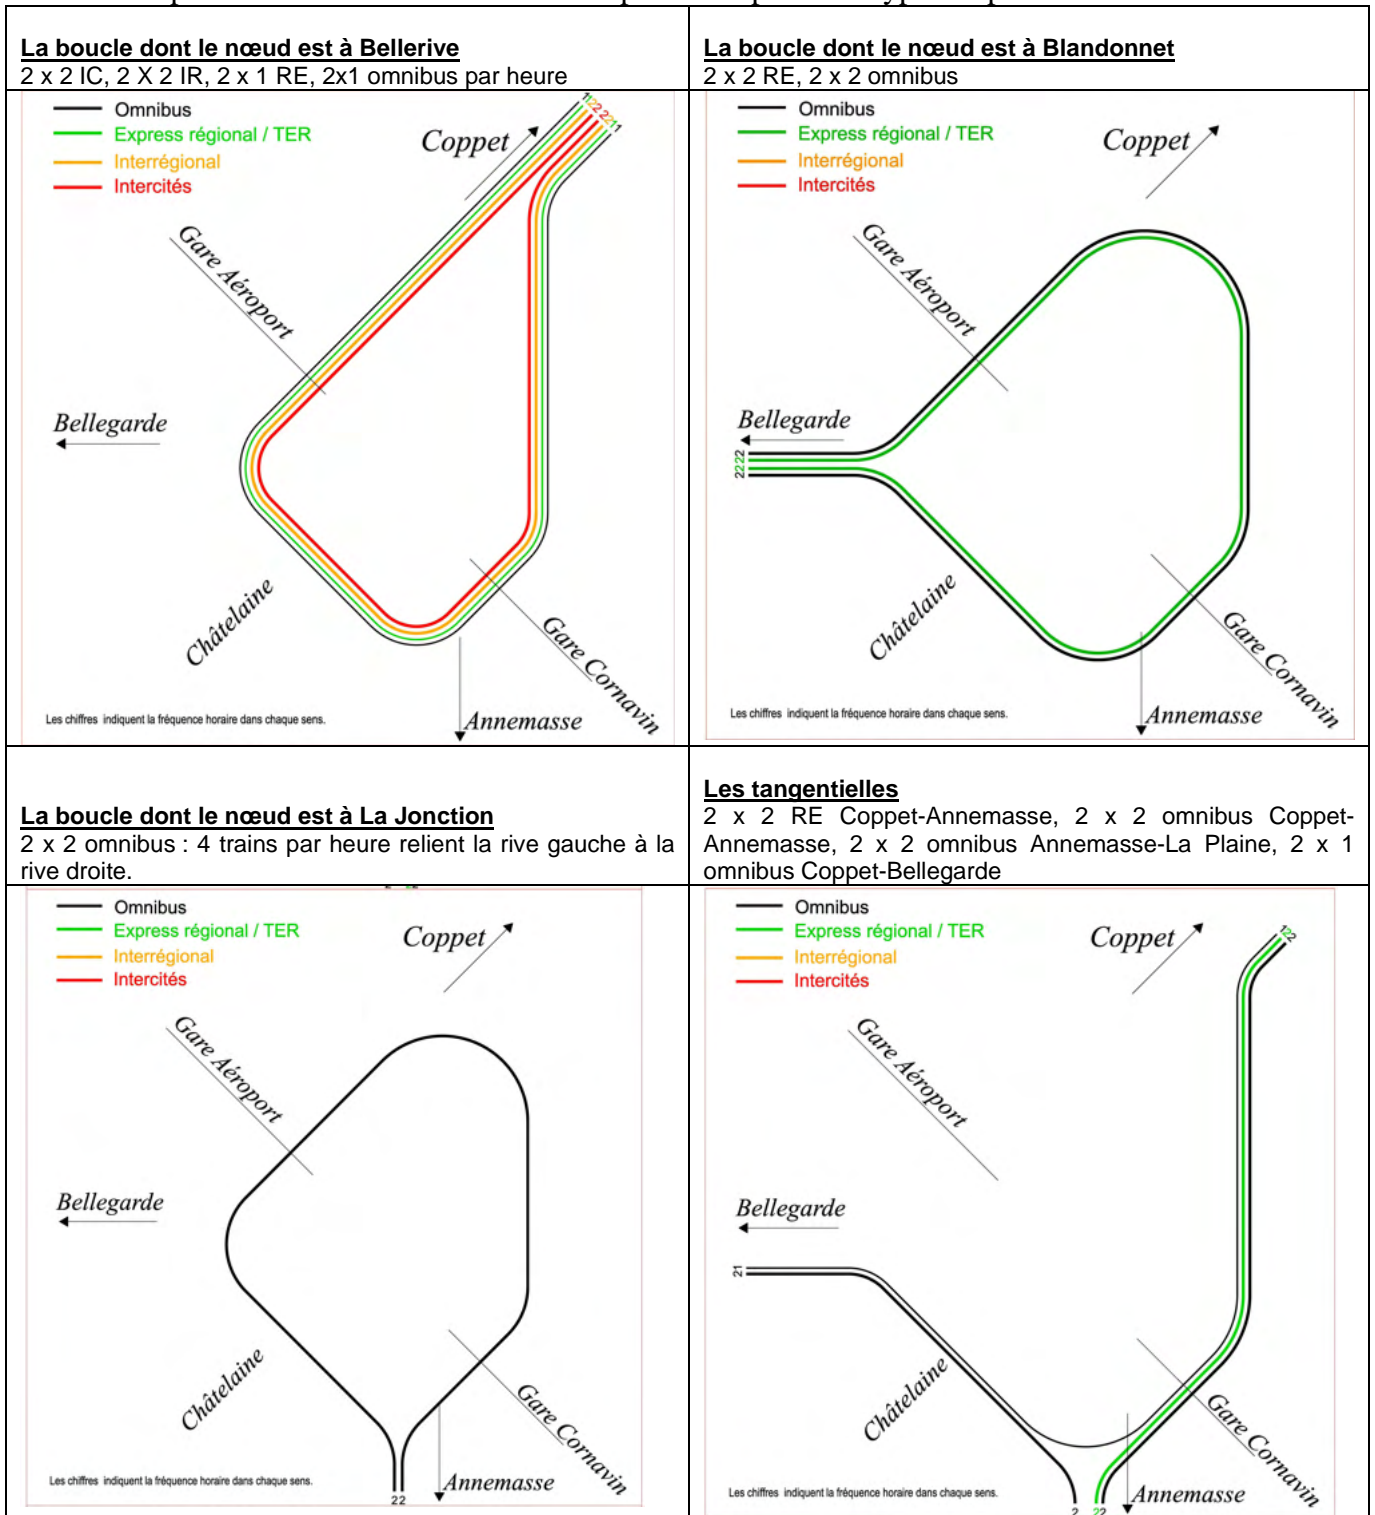 La boucle dont le nœud est à Bellerive
2 x 2 IC, 2 X 2 IR, 2 x 1 RE, 2x1 omnibus par heure
Omnibus
Express régional / TER
Interrégional
Intercités
Coppet
Gare Aéroport
Bellegarde
Châtelaine
Gare Cornavin
Annemasse
Les chiffres indiquent la fréquence horaire dans chaque sens.
La boucle dont le nœud est à Blandonnet
2 x 2 RE, 2 x 2 omnibus
Omnibus
Express régional / TER
Interrégional
Intercités
Coppet
Gare Aéroport
Bellegarde
2222
Châtelaine
Gare Cornavin
Annemasse
Les chiffres indiquent la fréquence horaire dans chaque sens.
La boucle dont le nœud est à La Jonction
2 x 2 omnibus : 4 trains par heure relient la rive gauche à la
rive droite.
Omnibus
Express régional / TER
Interrégional
Intercités
Coppet
Gare Aéroport
Bellegarde
Châtelaine
Gare Cornavin
Annemasse
Les chiffres indiquent la fréquence horaire dans chaque sens.
22
Les tangentielles
2 x 2 RE Coppet-Annemasse, 2 x 2 omnibus Coppet-
Annemasse, 2 x 2 omnibus Annemasse-La Plaine, 2 x 1
omnibus Coppet-Bellegarde
Omnibus
Express régional / TER
Interrégional
Intercités
Coppet
122
Gare Aéroport
Bellegarde
21
Châtelaine
Gare Cornavin
Annemasse
Les chiffres indiquent la fréquence horaire dans chaque sens.
2 22